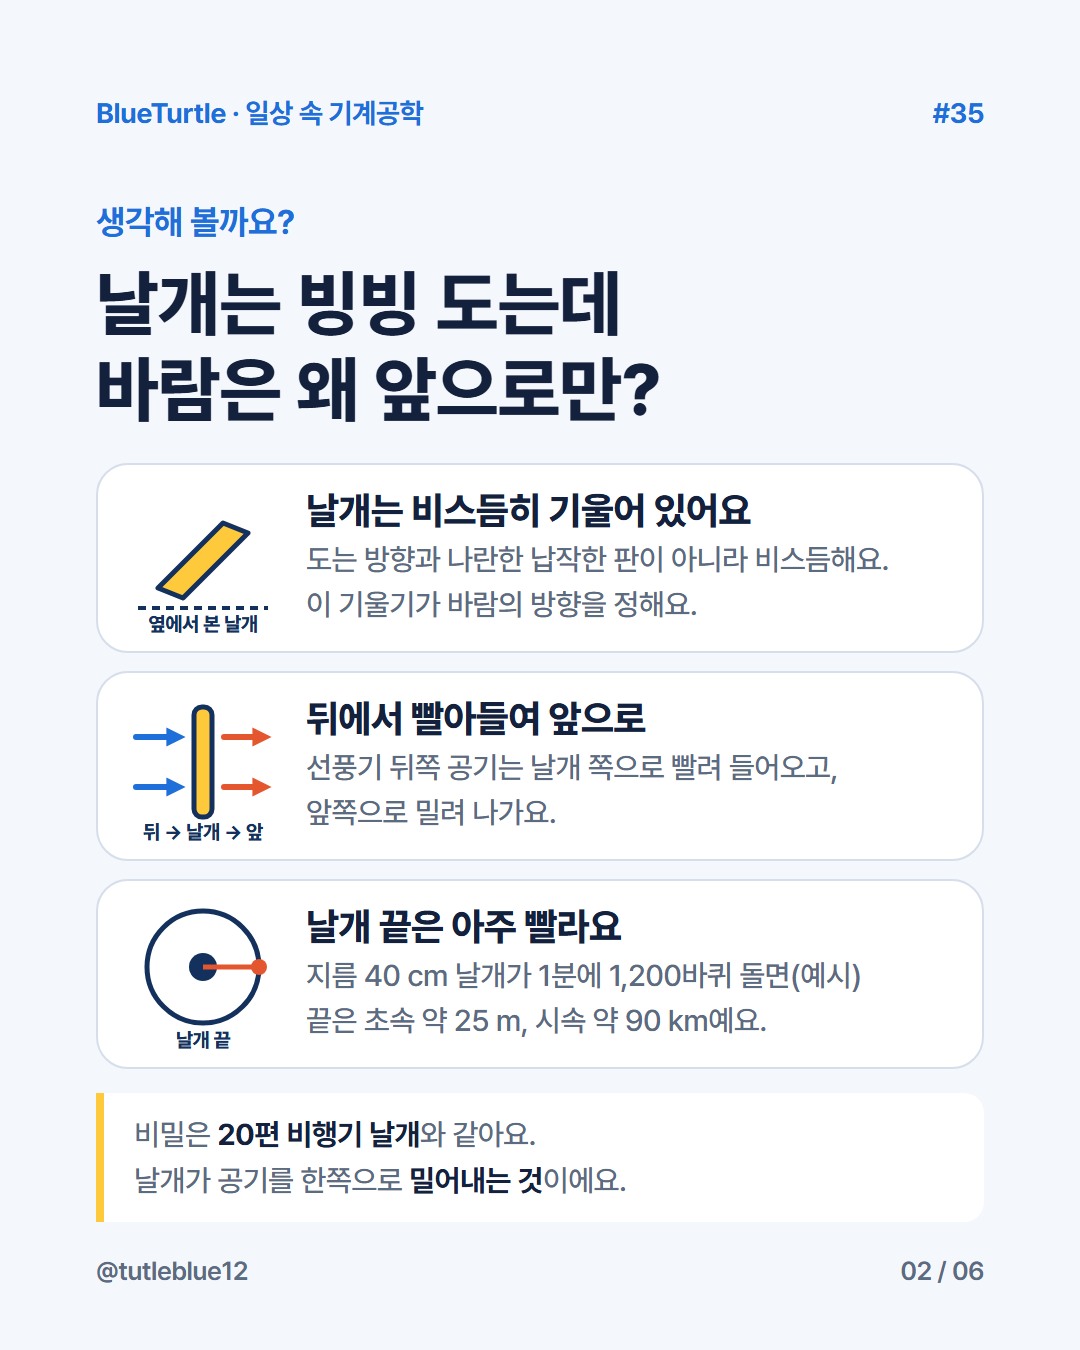 BlueTurtle · 일상 속 기계공학
#35
생각해 볼까요?
날개는 빙빙 도는데
바람은 왜 앞으로만?
날개는 비스듬히 기울어 있어요
도는 방향과 나란한 납작한 판이 아니라 비스듬해요.
이 기울기가 바람의 방향을 정해요.
옆에서 본 날개
뒤에서 빨아들여 앞으로
선풍기 뒤쪽 공기는 날개 쪽으로 빨려 들어오고,
앞쪽으로 밀려 나가요.
뒤 → 날개 → 앞
날개 끝은 아주 빨라요
지름 40 cm 날개가 1분에 1,200바퀴 돌면(예시)
끝은 초속 약 25 m, 시속 약 90 km예요.
날개 끝
비밀은 20편 비행기 날개와 같아요.
날개가 공기를 한쪽으로 밀어내는 것이에요.
@tutleblue12
02 / 06